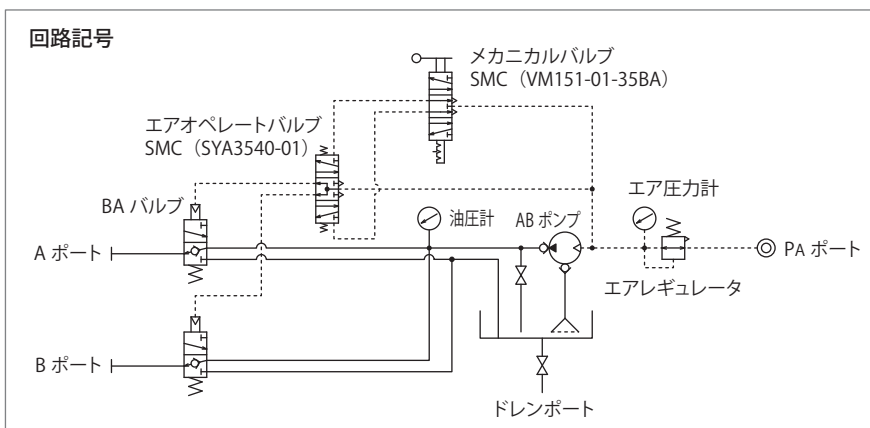 回路記号
メカニカルバルブ
SMC（VM151-01-35BA）
エアオペレートバルブ
SMC（SYA3540-01）
BA バルブ
油圧計
AB ポンプ
エア圧力計
A ポート
PA ポート
エアレギュレータ
B ポート
ドレンポート